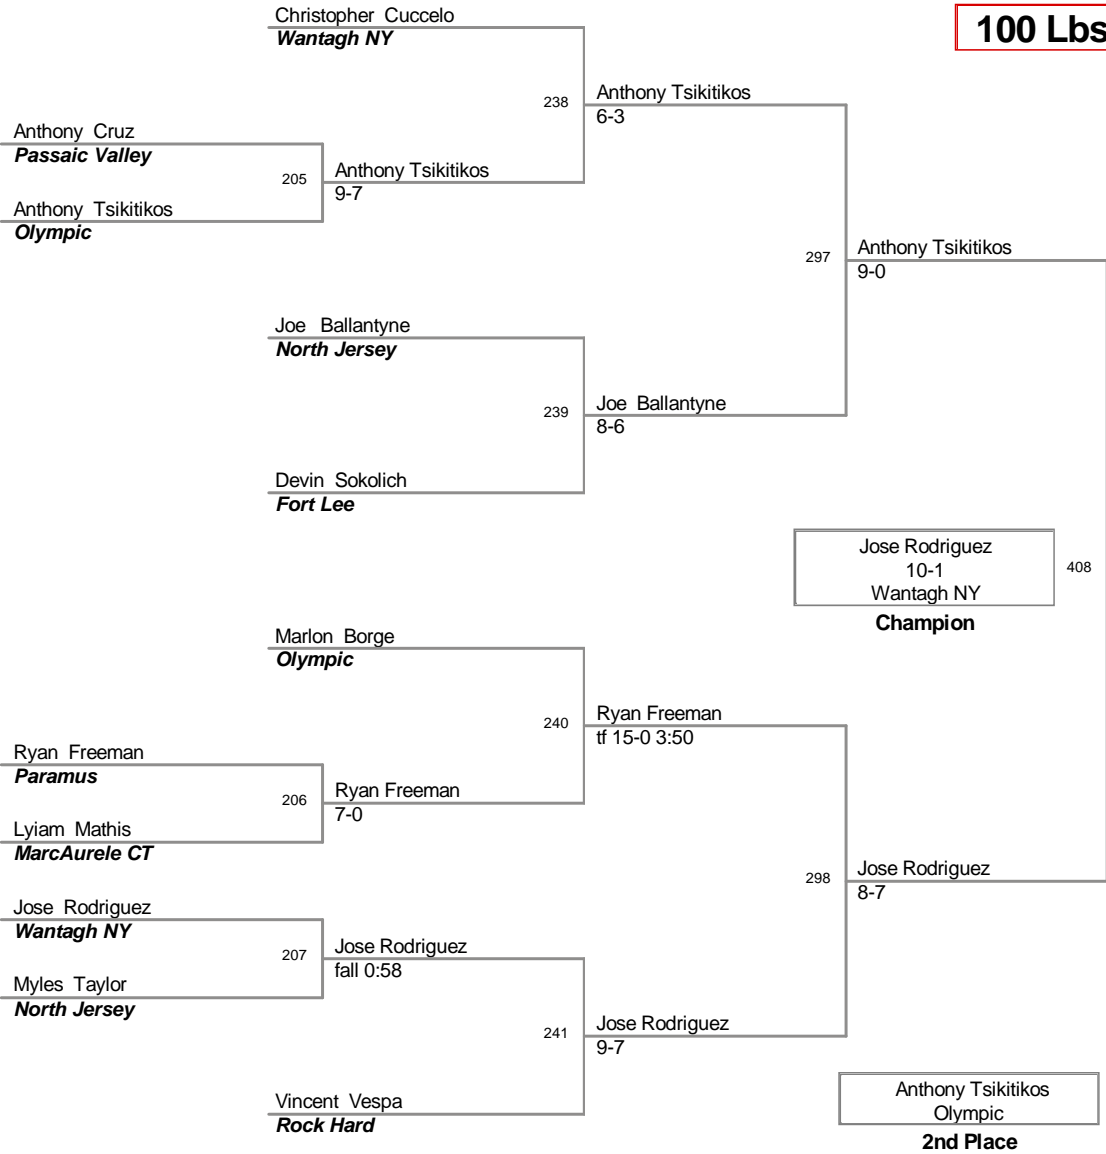 Christopher Cuccelo
Wantagh NY
100 Lbs
238
Anthony Tsikitikos
6-3
Anthony Cruz
Passaic Valley
205
Anthony Tsikitikos
9-7
Anthony Tsikitikos
Olympic
297
Anthony Tsikitikos
9-0
Joe Ballantyne
North Jersey
239
Joe Ballantyne
8-6
Devin Sokolich
Fort Lee
Jose Rodriguez
10-1
Wantagh NY
408
Champion
Marlon Borge
Olympic
240
Ryan Freeman
tf 15-0 3:50
Ryan Freeman
Paramus
206
Ryan Freeman
7-0
Lyiam Mathis
MarcAurele CT
298
Jose Rodriguez
8-7
Jose Rodriguez
Wantagh NY
207
Jose Rodriguez
fall 0:58
Myles Taylor
North Jersey
241
Jose Rodriguez
9-7
Vincent Vespa
Rock Hard
Anthony Tsikitikos
Olympic
2nd Place